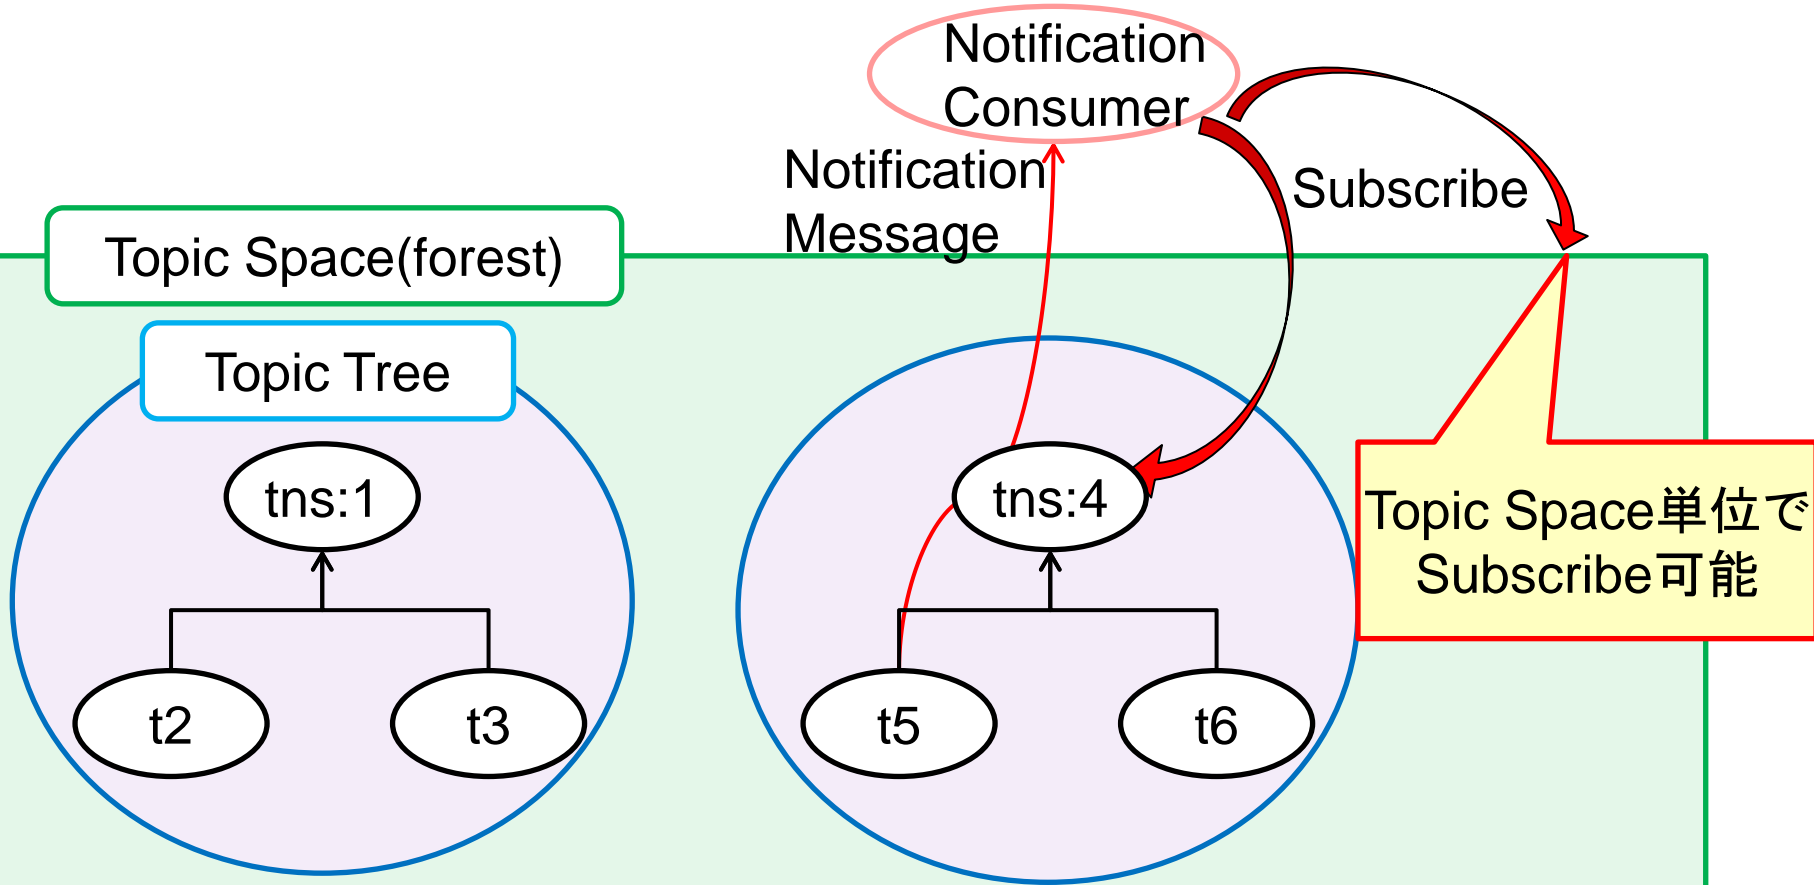 Notification
Consumer
Notification
Message
Subscribe
Topic Space(forest)
Topic Tree
tns:1
tns:4
Topic Space単位で
Subscribe可能
t2
t3
t5
t6